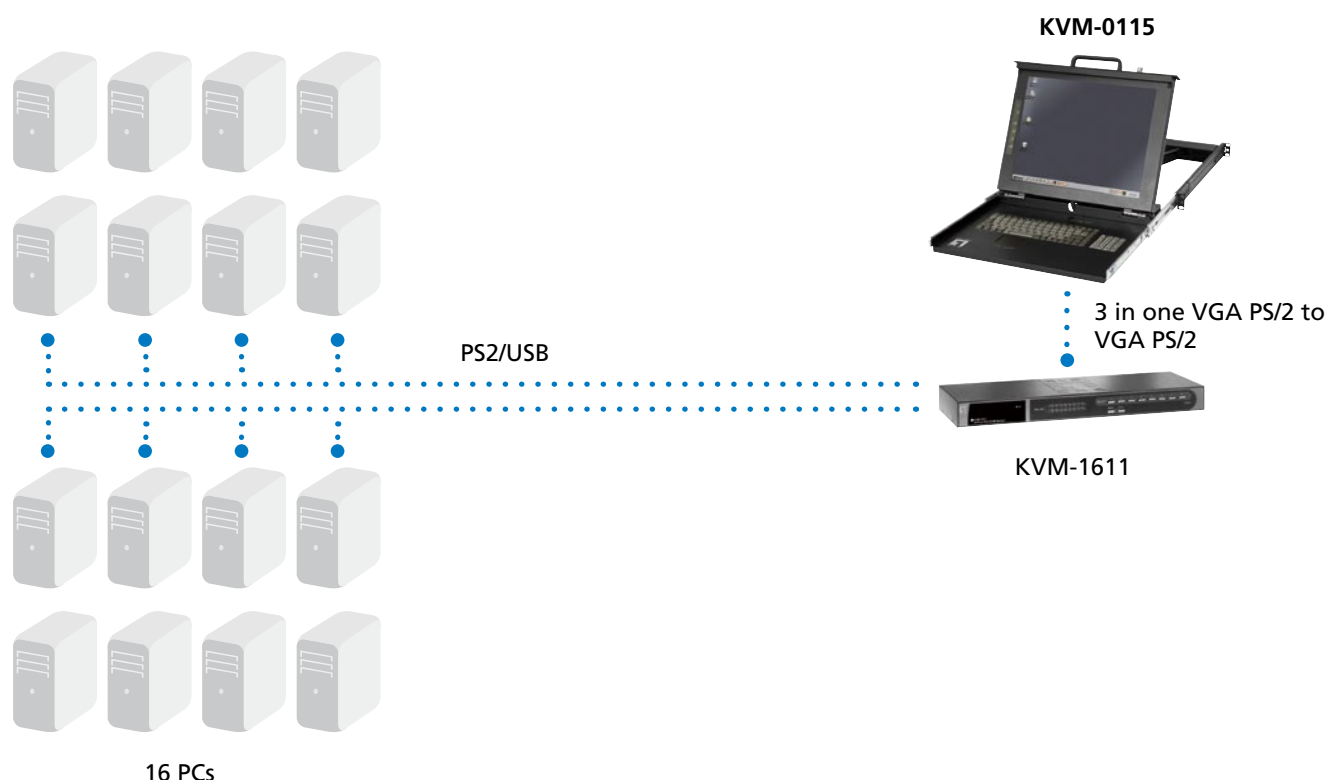 KVM-0115
3 in one VGA PS/2 to
VGA PS/2
PS2/USB
KVM-1611
16 PCs